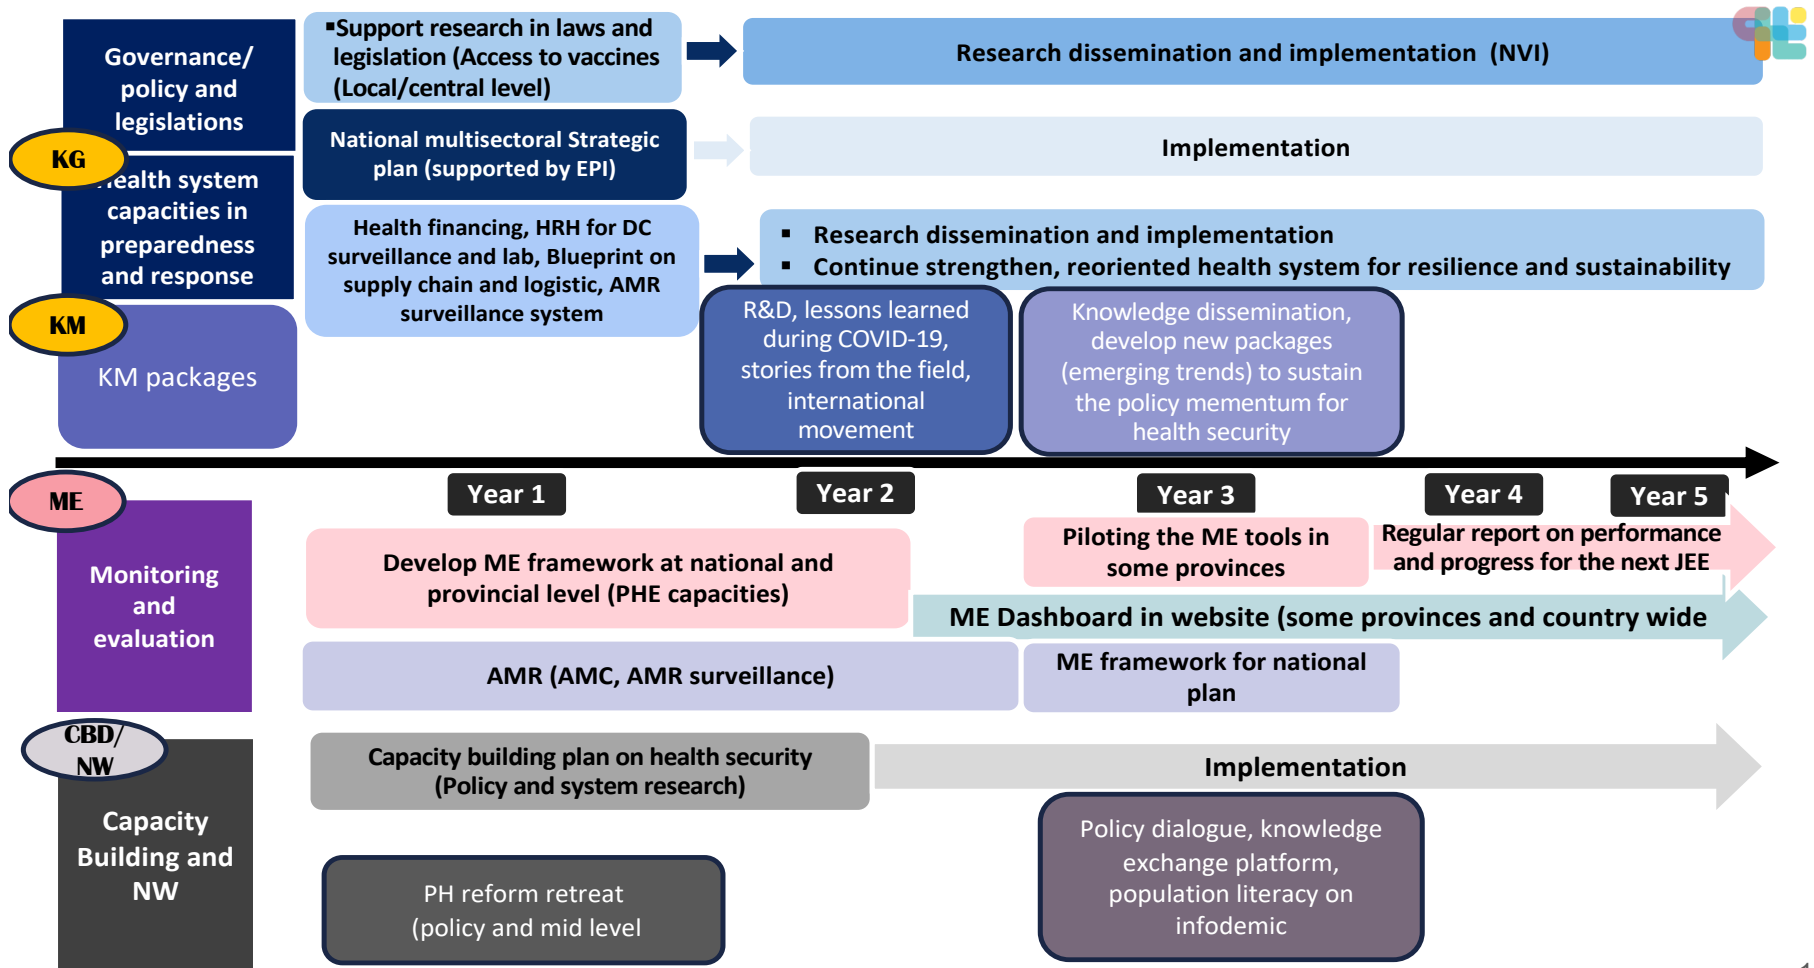 Governance/
policy and
legislations
▪Support research in laws and
legislation (Access to vaccines
(Local/central level)
Research dissemination and implementation (NVI)
KG
National multisectoral Strategic
plan (supported by EPI)
Implementation
Health system
capacities in
preparedness
and response
Health financing, HRH for DC
surveillance and lab, Blueprint on
supply chain and logistic, AMR
surveillance system
▪ Research dissemination and implementation
▪ Continue strengthen, reoriented health system for resilience and sustainability
KM
KM packages
R&D, lessons learned
during COVID-19,
stories from the field,
international
movement
Knowledge dissemination,
develop new packages
(emerging trends) to sustain
the policy mementum for
health security
Year 1
Year 2
Year 3
Year 4
Year 5
ME
Monitoring
and
evaluation
Develop ME framework at national and
provincial level (PHE capacities)
Piloting the ME tools in
some provinces
Regular report on performance
and progress for the next JEE
ME Dashboard in website (some provinces and country wide
AMR (AMC, AMR surveillance)
ME framework for national
plan
CBD/
NW
Capacity
Building and
NW
Capacity building plan on health security
(Policy and system research)
Implementation
PH reform retreat
(policy and mid level
Policy dialogue, knowledge
exchange platform,
population literacy on
infodemic